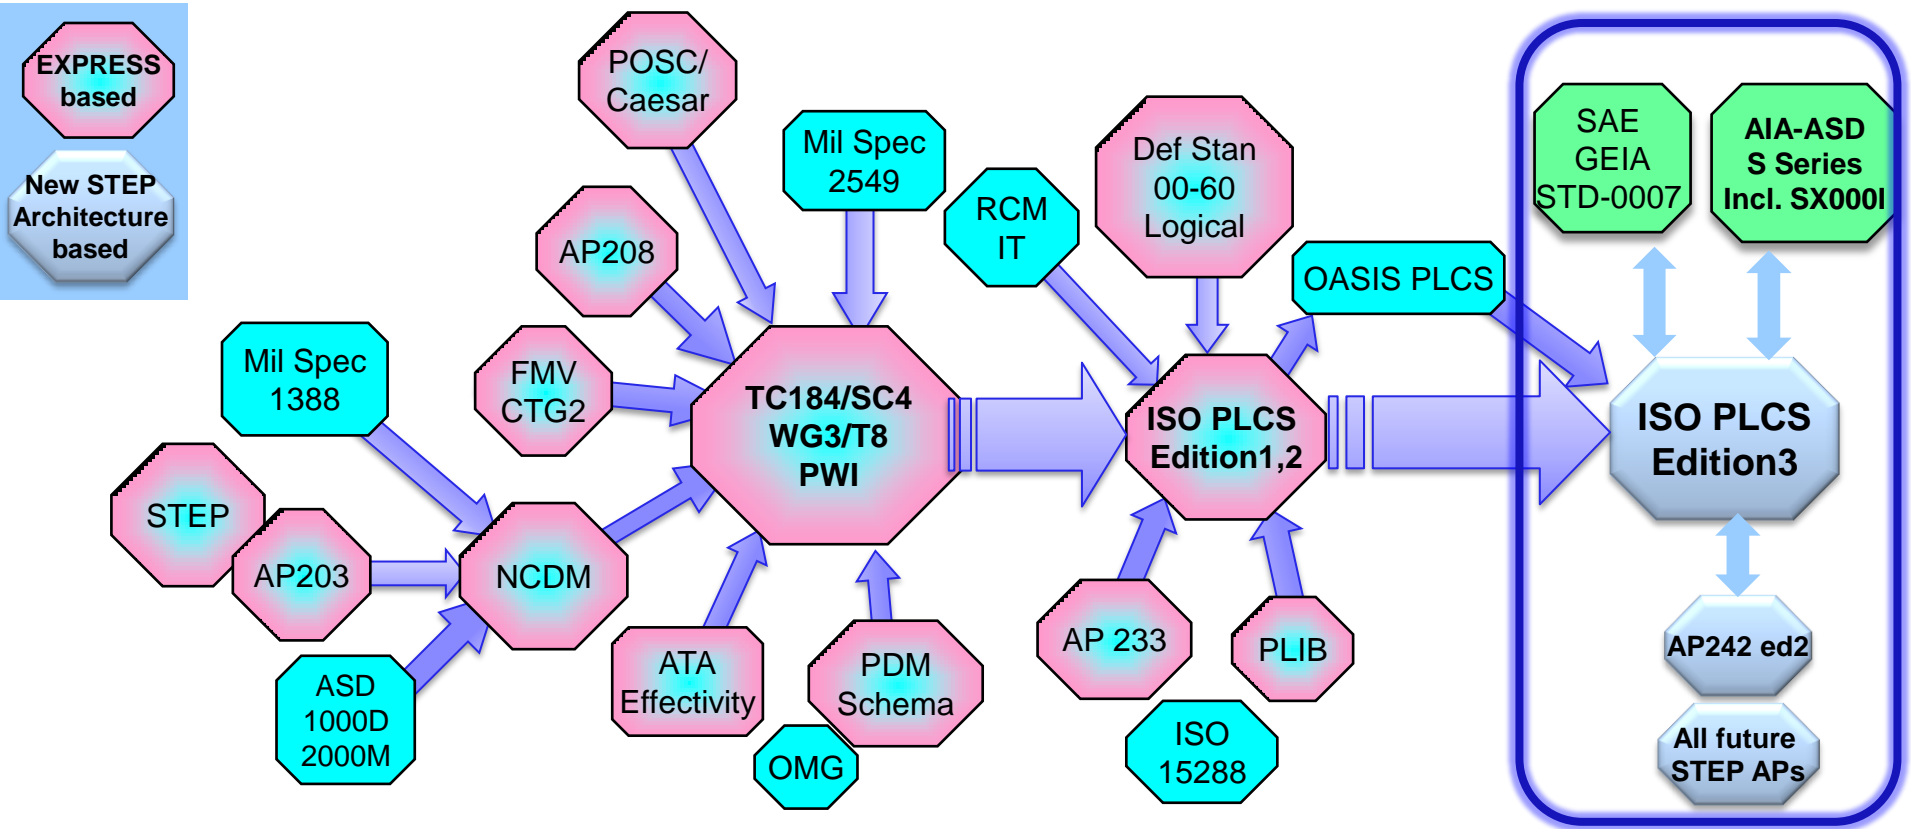 EXPRESS
based
New STEP
Architecture
based
POSC/
Caesar
Mil Spec
2549
AP208
FMV
CTG2
Mil Spec
1388
STEP
AP203
ASD
1000D
2000M
NCDM
TC184/SC4
WG3/T8
PWI
ATA
Effectivity
PDM
Schema
OMG
RCM
IT
Def Stan
00-60
Logical
OASIS PLCS
ISO PLCS
Edition1,2
AP 233
PLIB
ISO
15288
SAE
GEIA
STD-0007
AIA-ASD
S Series
Incl. SX000I
ISO PLCS
Edition3
AP242 ed2
All future
STEP APs